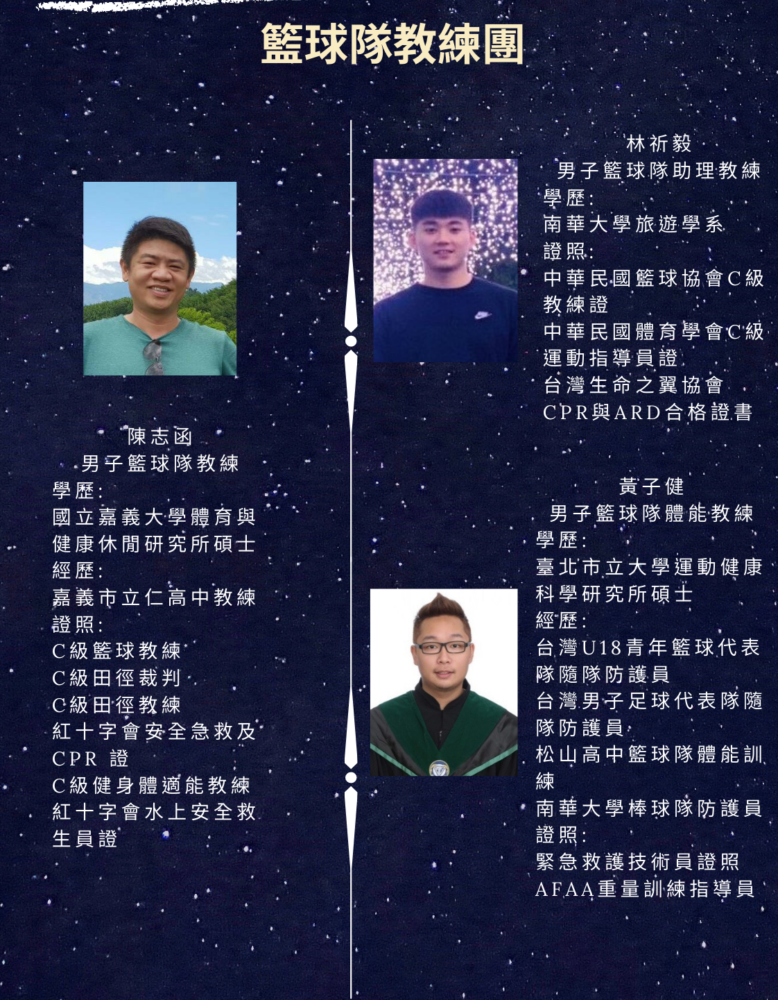 籃球隊教練團
陳志函
男子籃球隊教練
學歷:
國立嘉義大學體育與
健康休閒研究所碩士
經歷:
嘉義市立仁高中教練
證照:
C級籃球教練
C級田徑裁判
C級田徑教練
紅十字會安全急救及
CPR 證
C級健身體適能教練
紅十字會水上安全救
生員證
林祈毅
男子籃球隊助理教練
學歷:
南華大學旅遊學系
證照:
中華民國籃球協會C級
教練證
中華民國體育學會C級
運動指導員證
台灣生命之翼協會
CPR與ARD合格證書
黃子健
男子籃球隊體能教練
學歷:
臺北市立大學運動健康
科學研究所碩士
經歷:
台灣U18青年籃球代表
隊隨隊防護員
台灣男子足球代表隊隨
隊防護員
松山高中籃球隊體能訓
練
南華大學棒球隊防護員
證照:
緊急救護技術員證照
AFAA重量訓練指導員